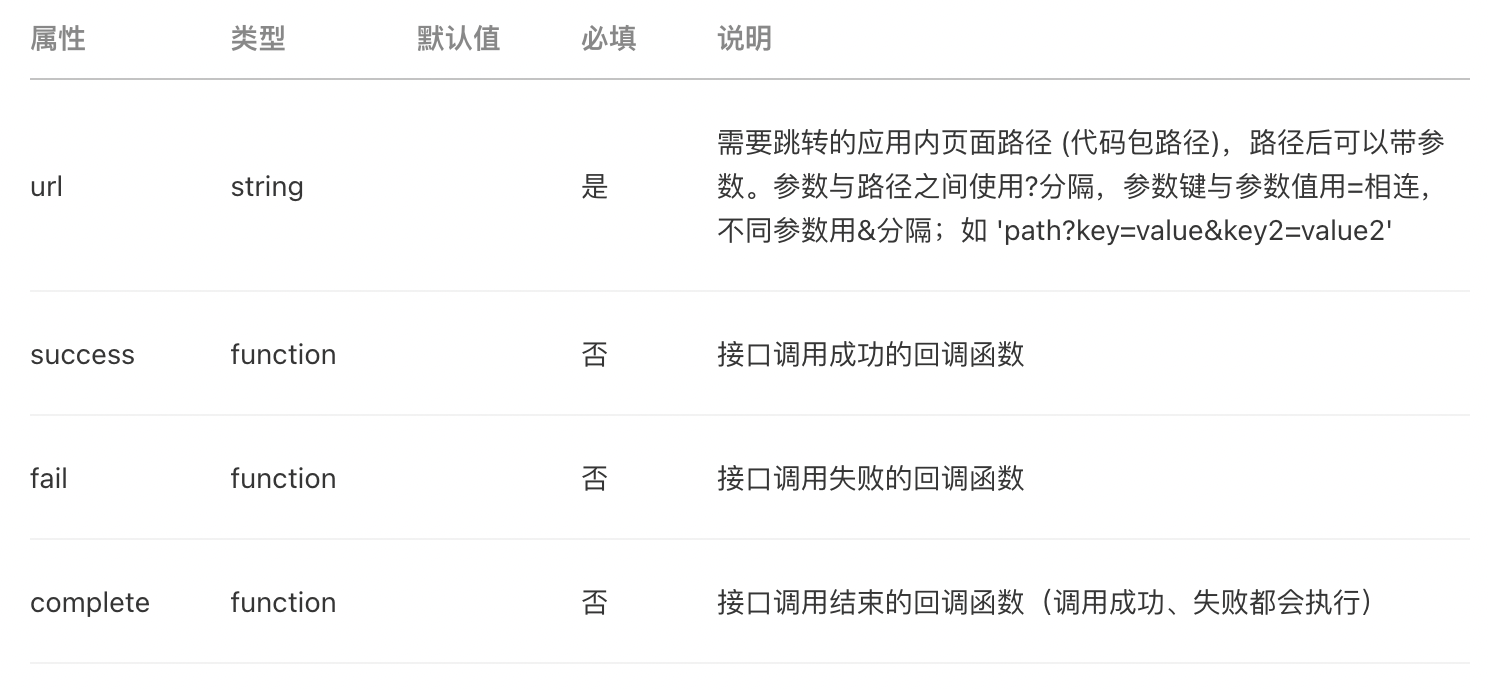 属性 类型 默认值 必填 说明
需要跳转的应用内页面路径 (代码包路径)，路径后可以带参
url string 是 数。参数与路径之间使用?分隔，参数键与参数值用=相连，
不同参数用&分隔；如 'path?key=value&key2=value2'
success function 否 接口调用成功的回调函数
fail function 否 接口调用失败的回调函数
complete function 否 接口调用结束的回调函数（调用成功、失败都会执行）